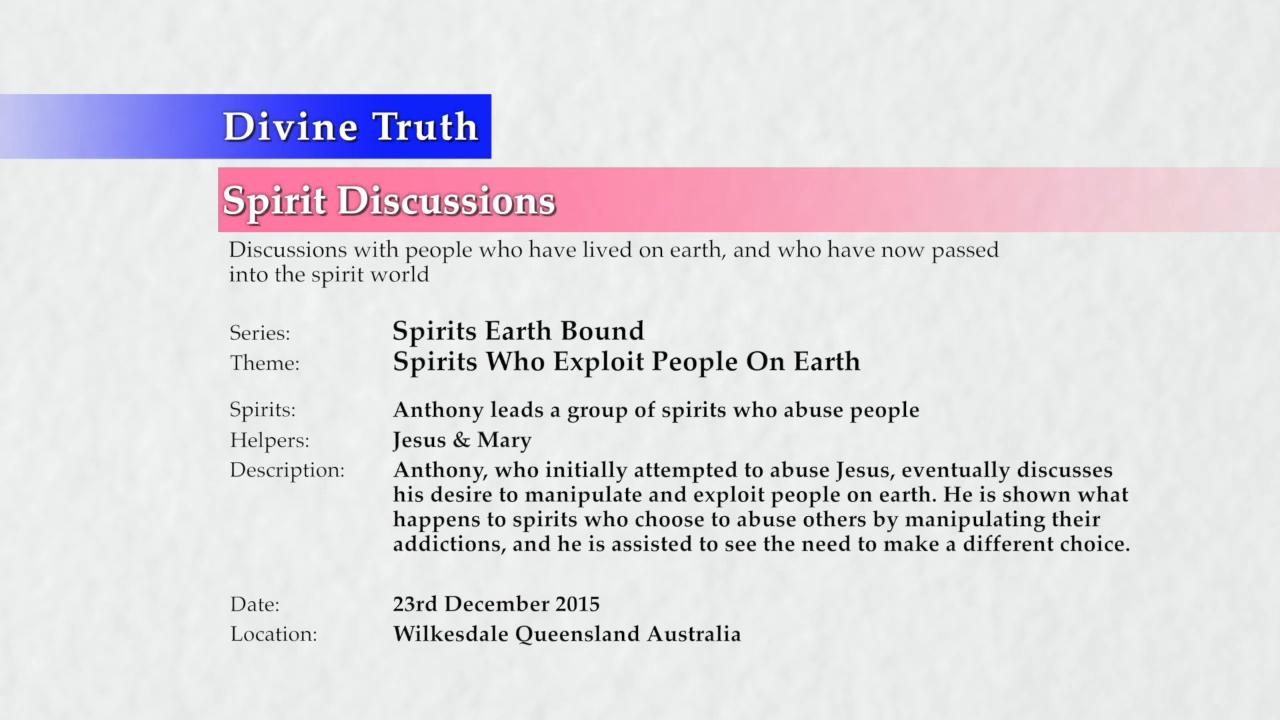 Divine Truth
Spirit Discussions
Discussions with people who have lived on earth, and who have now passed
into the spirit world
Series: Spirits Earth Bound
Theme: Spirits Who Exploit People On Earth
Spirits: Anthony leads a group of spirits who abuse people
Helpers: Jesus & Mary
Description: Anthony, who initially attempted to abuse Jesus, eventually discusses
his desire to manipulate and exploit people on earth. He is shown what
happens to spirits who choose to abuse others by manipulating their
addictions, and he is assisted to see the need to make a different choice.
Date: 23rd December 2015
Location: Wilkesdale Queensland Australia